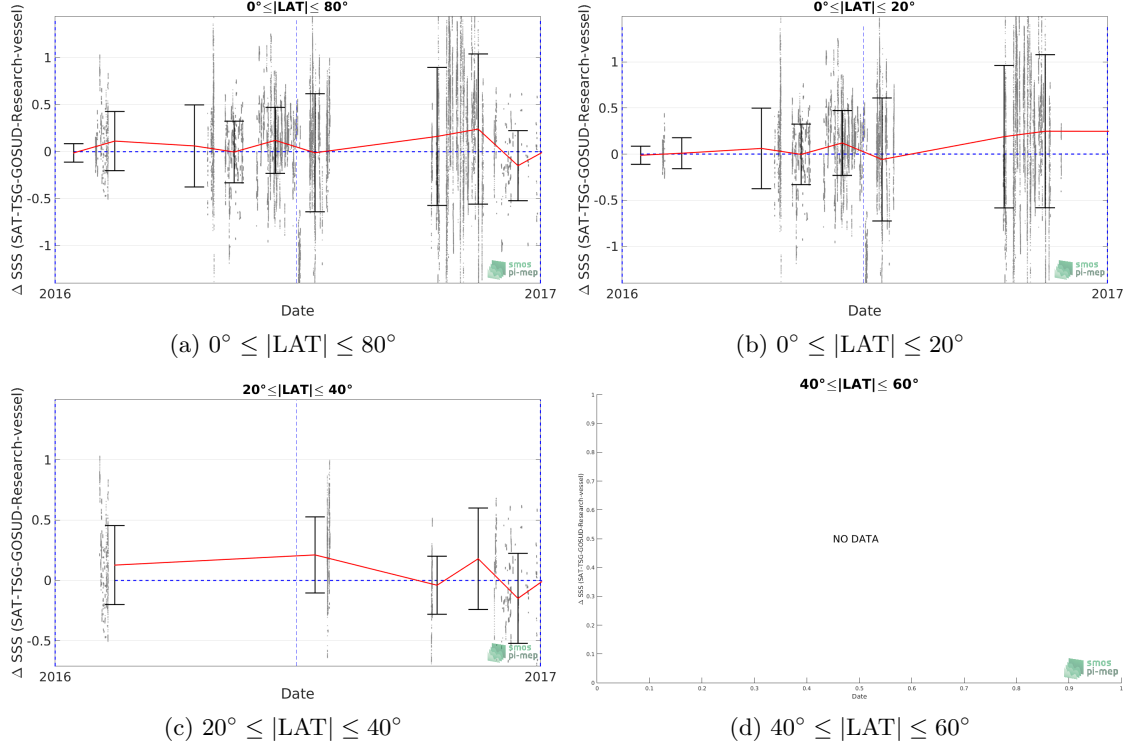 0°≤|LAT|≤ 80°
Δ SSS (SAT-TSG-GOSUD-Research-vessel)
1
0.5
0
-0.5
-1
2016
2017
Date
smos
pi-mep
(a) 0° ≤ |LAT| ≤ 80°
0°≤|LAT|≤ 20°
Δ SSS (SAT-TSG-GOSUD-Research-vessel)
1
0.5
0
-0.5
-1
2016
2017
Date
smos
pi-mep
(b) 0° ≤ |LAT| ≤ 20°
20°≤|LAT|≤ 40°
Δ SSS (SAT-TSG-GOSUD-Research-vessel)
1
0.5
0
-0.5
2016
2017
Date
smos
pi-mep
(c) 20° ≤ |LAT| ≤ 40°
40°≤|LAT|≤ 60°
Δ SSS (SAT-TSG-GOSUD-Research-vessel)
1
0.9
0.8
0.7
0.6
0.5
0.4
0.3
0.2
0.1
0
NO DATA
0 0.1 0.2 0.3 0.4 0.5 0.6 0.7 0.8 0.9 1
Date
smos
pi-mep
(d) 40° ≤ |LAT| ≤ 60°